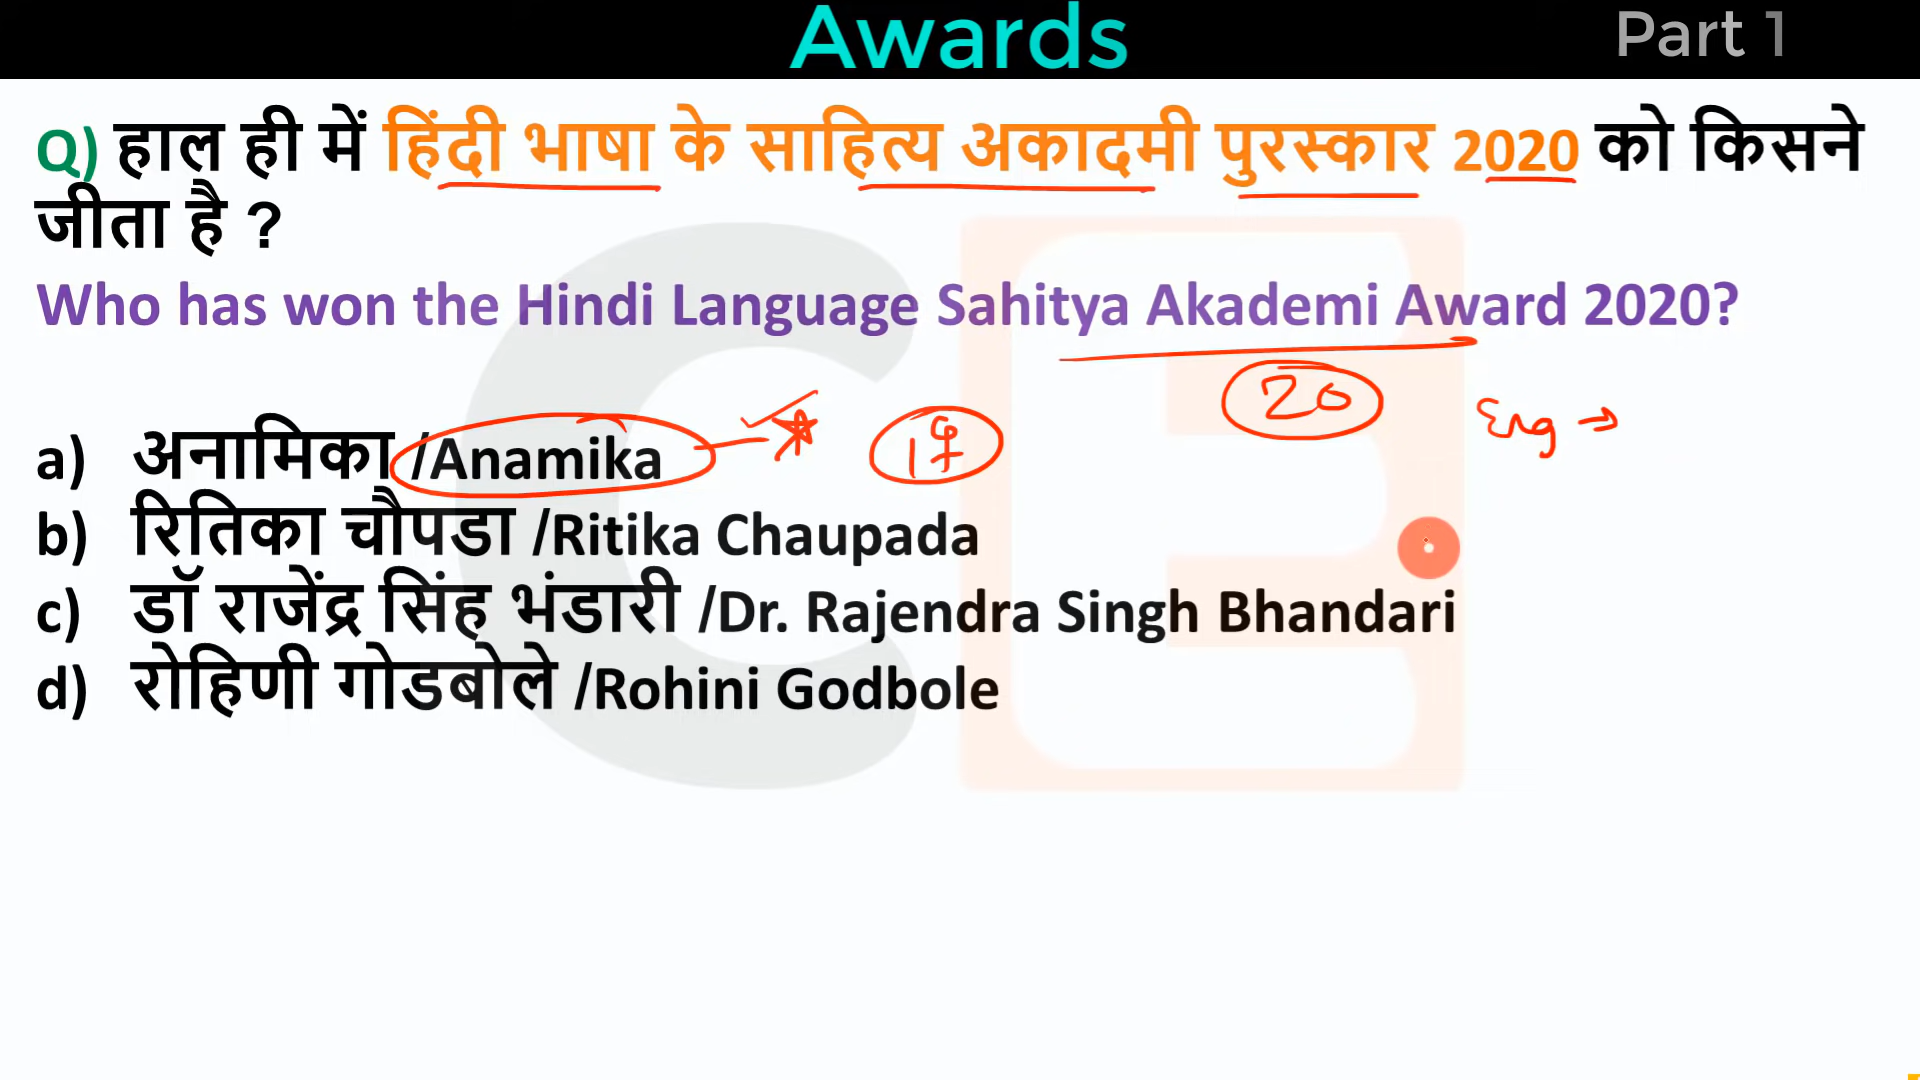 Awards
Part 1
Q) हाल ही में हिंदी भाषा के साहित्य अकादमी पुरस्कार 2020 को किसने
जीता है ?
Who has won the Hindi Language Sahitya Akademi Award 2020?
20
Eng →
a) अनामिका /Anamika
b) रितिका चौपडा /Ritika Chaupada
c) डॉ राजेंद्र सिंह भंडारी /Dr. Rajendra Singh Bhandari
d) रोहिणी गोडबोले /Rohini Godbole